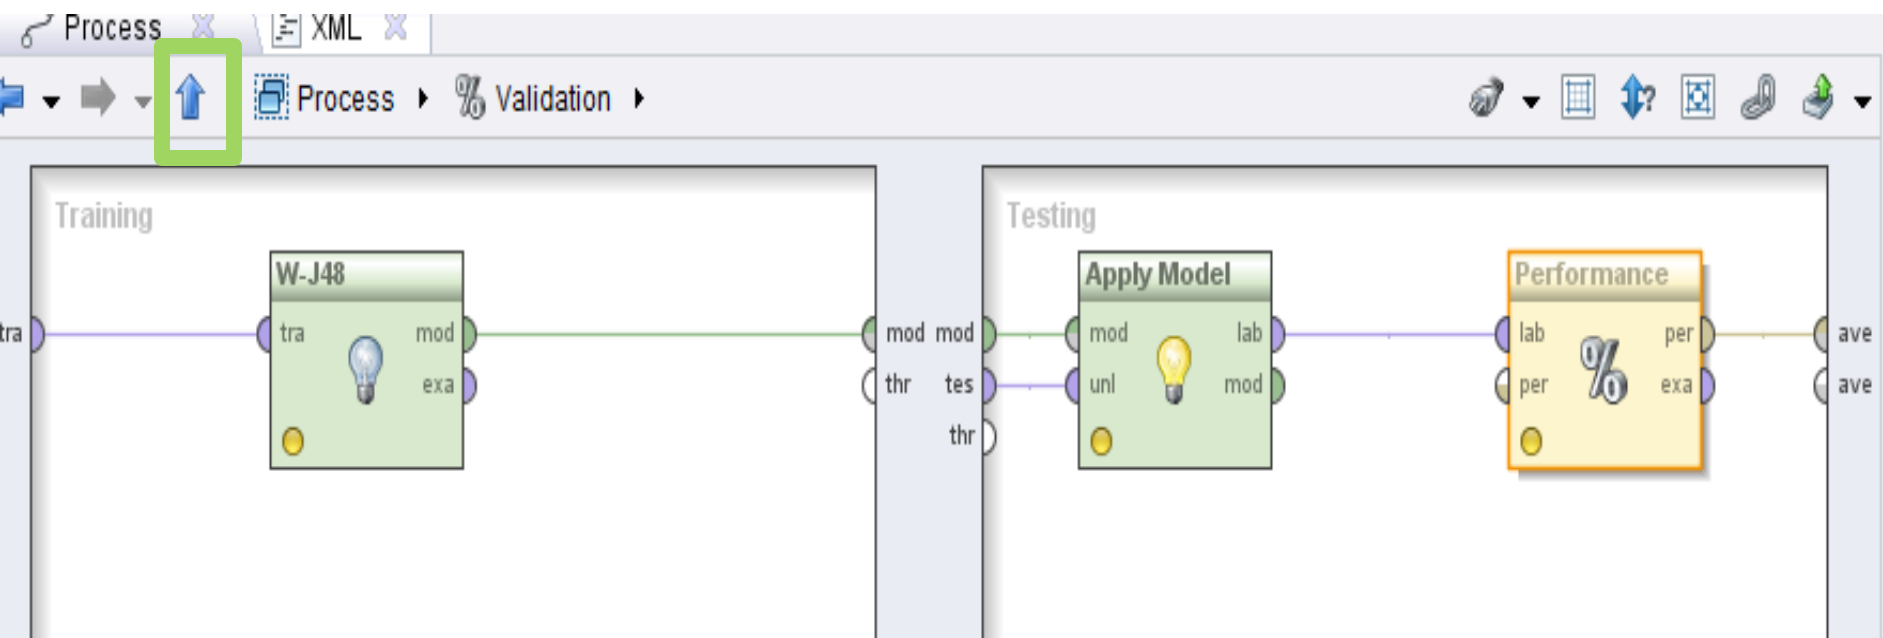 Process XML
Process Validation
?
Training
Testing
W-J48
Apply Model
Performance
tra tra mod mod mod mod lab lab per ave
exa thr tes unl mod per exa ave
thr
%